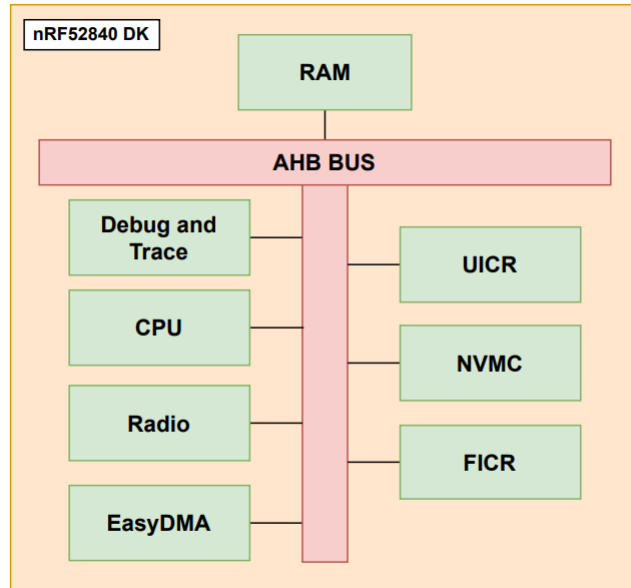 nRF52840 DK
RAM
AHB BUS
Debug and
Trace
CPU
Radio
EasyDMA
UICR
NVMC
FICR